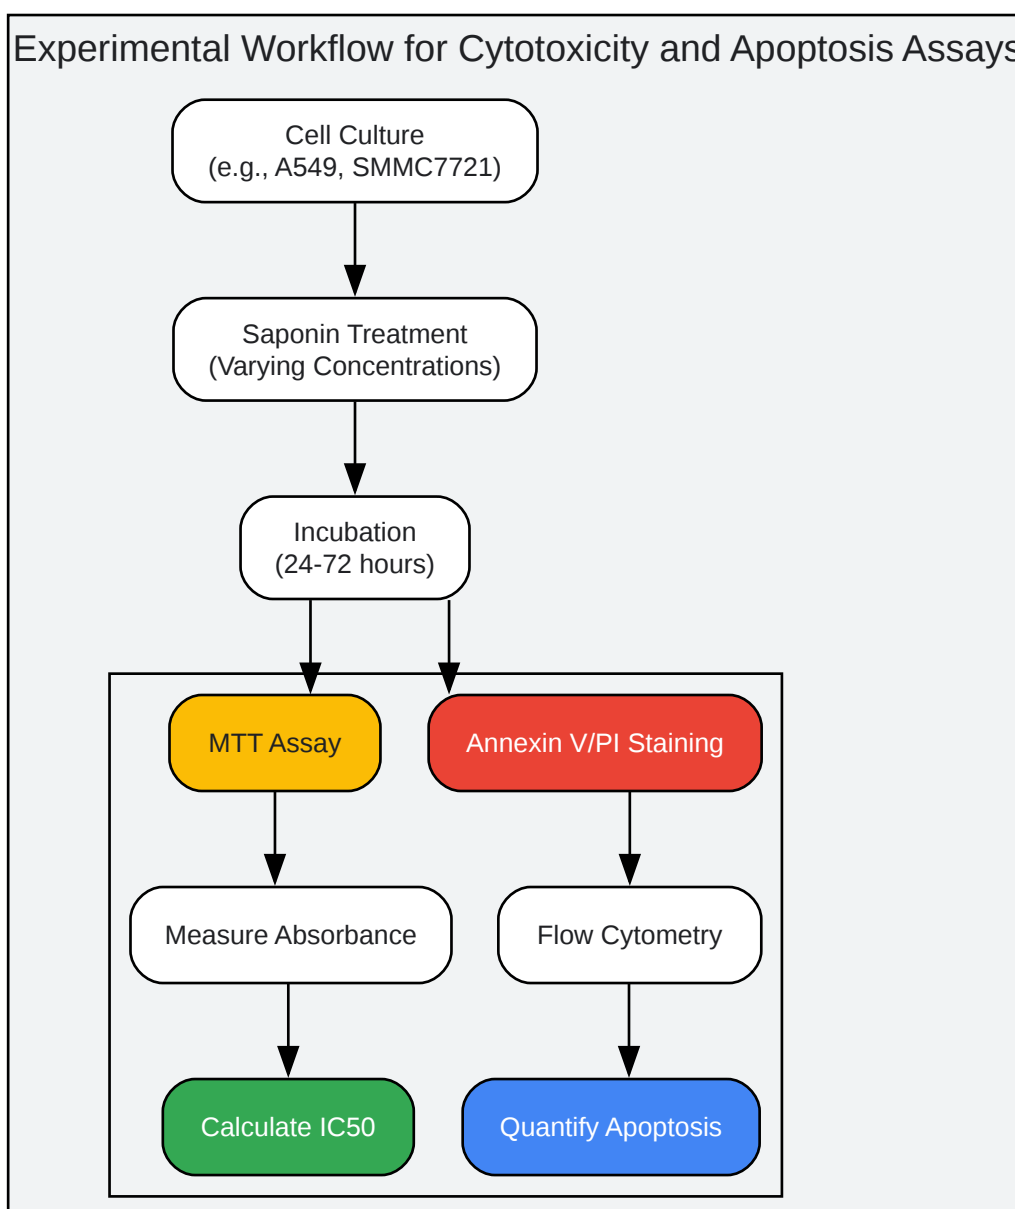 Experimental Workflow for Cytotoxicity and Apoptosis Assays
Cell Culture
(e.g., A549, SMMC7721)
Saponin Treatment
(Varying Concentrations)
Incubation
(24-72 hours)
MTT Assay
Annexin V/PI Staining
Measure Absorbance
Flow Cytometry
Calculate IC50
Quantify Apoptosis